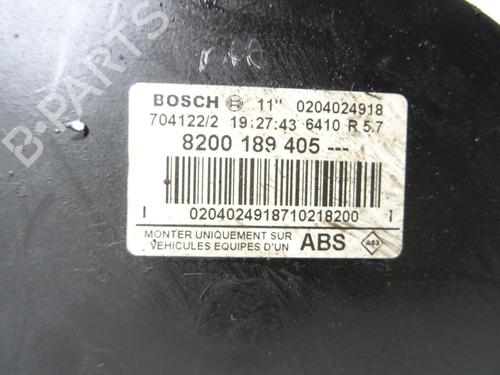 B-PARTS
BOSCH 11" 0204024918
704122/2 19:27:43 6410 R 5.7
8200 189 405 ---
I 0204024918710218200 I
MONTER UNIQUEMENT SUR
VEHICULES EQUIPES D'UN ABS